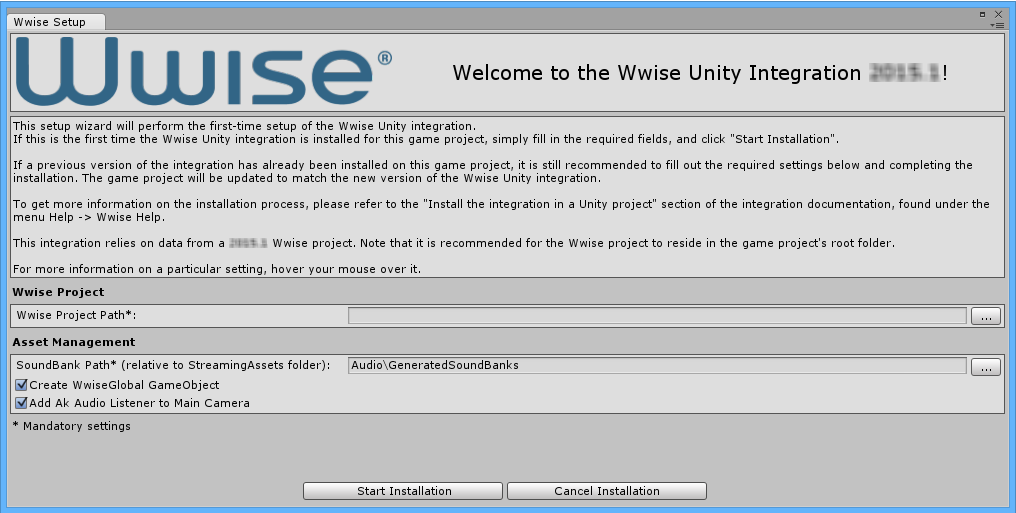 Wwise Setup
Wwise®
Welcome to the Wwise Unity Integration !
This setup wizard will perform the first-time setup of the Wwise Unity integration.
If this is the first time the Wwise Unity integration is installed for this game project, simply fill in the required fields, and click "Start Installation".
If a previous version of the integration has already been installed on this game project, it is still recommended to fill out the required settings below and completing the
installation. The game project will be updated to match the new version of the Wwise Unity integration.
To get more information on the installation process, please refer to the "Install the integration in a Unity project" section of the integration documentation, found under the
menu Help -> Wwise Help.
This integration relies on data from a Wwise project. Note that it is recommended for the Wwise project to reside in the game project's root folder.
For more information on a particular setting, hover your mouse over it.
Wwise Project
Wwise Project Path*:
...
Asset Management
SoundBank Path* (relative to StreamingAssets folder):
Audio\GeneratedSoundBanks
...
Create WwiseGlobal GameObject
Add Ak Audio Listener to Main Camera
* Mandatory settings
Start Installation
Cancel Installation